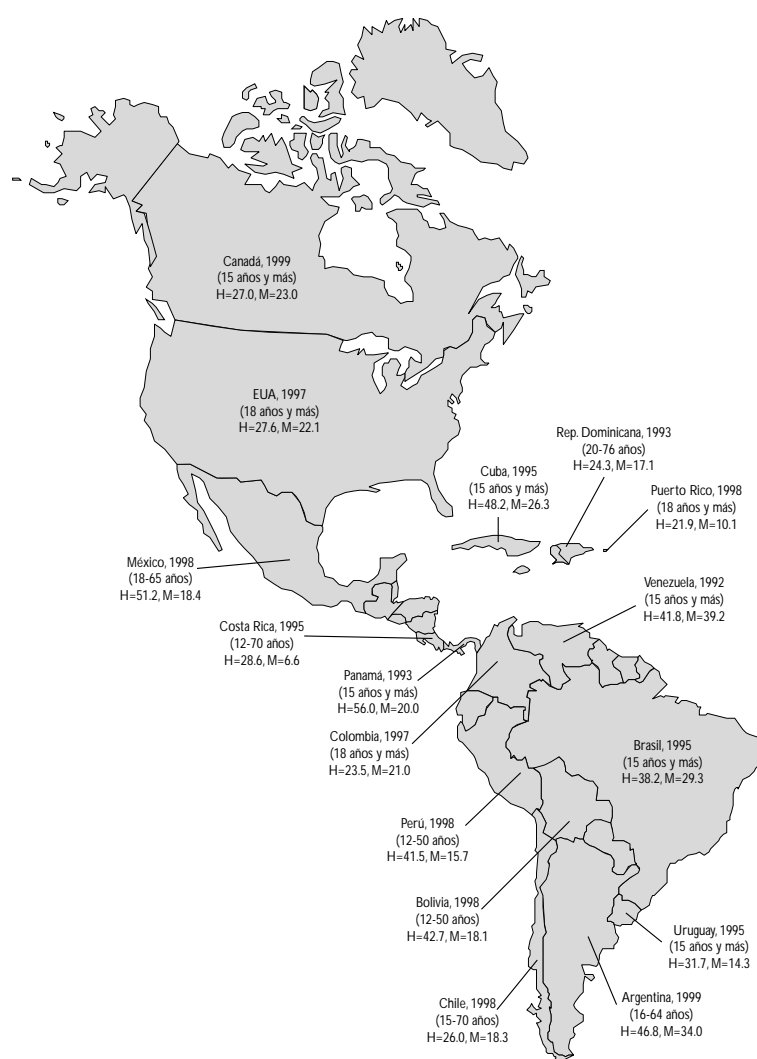 Canadá, 1999
(15 años y más)
H=27.0, M=23.0
EUA, 1997
(18 años y más)
H=27.6, M=22.1
Rep. Dominicana, 1993
(20-76 años)
H=24.3, M=17.1
Cuba, 1995
(15 años y más)
H=48.2, M=26.3
Puerto Rico, 1998
(18 años y más)
H=21.9, M=10.1
México, 1998
(18-65 años)
H=51.2, M=18.4
Venezuela, 1992
(15 años y más)
H=41.8, M=39.2
Costa Rica, 1995
(12-70 años)
H=28.6, M=6.6
Panamá, 1993
(15 años y más)
H=56.0, M=20.0
Colombia, 1997
(18 años y más)
H=23.5, M=21.0
Brasil, 1995
(15 años y más)
H=38.2, M=29.3
Perú, 1998
(12-50 años)
H=41.5, M=15.7
Bolivia, 1998
(12-50 años)
H=42.7, M=18.1
Uruguay, 1995
(15 años y más)
H=31.7, M=14.3
Chile, 1998
(15-70 años)
H=26.0, M=18.3
Argentina, 1999
(16-64 años)
H=46.8, M=34.0